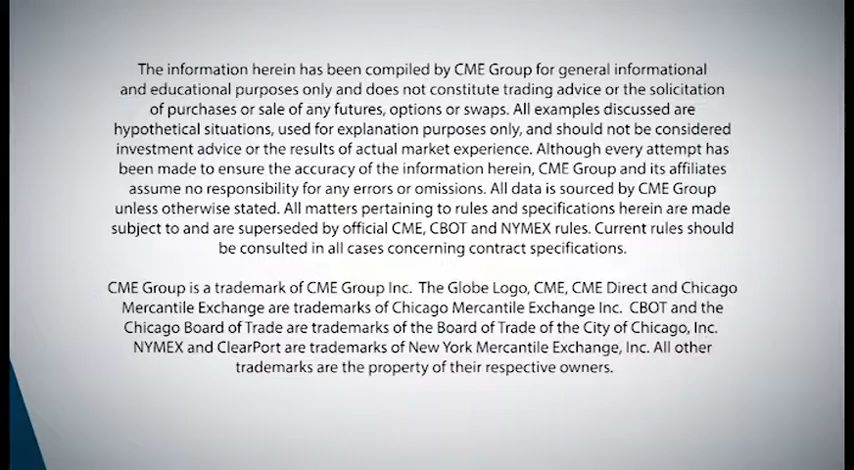 The information herein has been compiled by CME Group for general informational
and educational purposes only and does not constitute trading advice or the solicitation
of purchases or sale of any futures, options or swaps. All examples discussed are
hypothetical situations, used for explanation purposes only, and should not be considered
investment advice or the results of actual market experience. Although every attempt has
been made to ensure the accuracy of the information herein, CME Group and its affiliates
assume no responsibility for any errors or omissions. All data is sourced by CME Group
unless otherwise stated. All matters pertaining to rules and specifications herein are made
subject to and are superseded by official CME, CBOT and NYMEX rules. Current rules should
be consulted in all cases concerning contract specifications.
CME Group is a trademark of CME Group Inc. The Globe Logo, CME, CME Direct and Chicago
Mercantile Exchange are trademarks of Chicago Mercantile Exchange Inc. CBOT and the
Chicago Board of Trade are trademarks of the Board of Trade of the City of Chicago, Inc.
NYMEX and ClearPort are trademarks of New York Mercantile Exchange, Inc. All other
trademarks are the property of their respective owners.